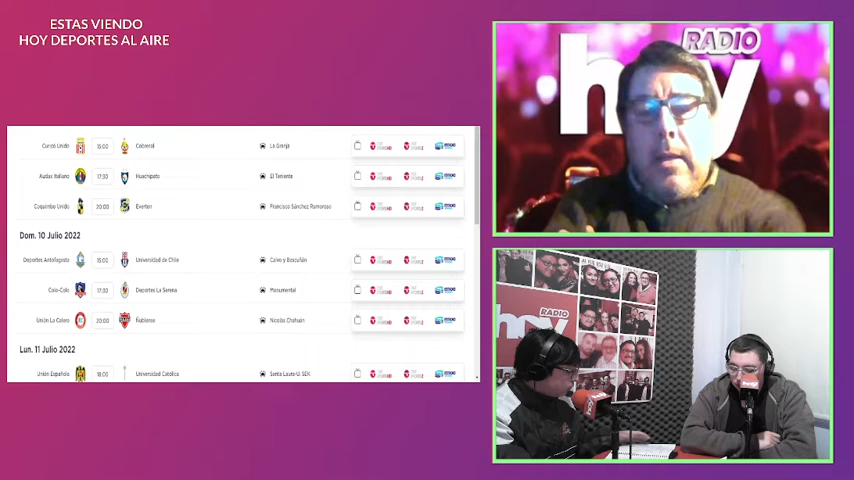 ESTAS VIENDO
HOY DEPORTES AL AIRE
RADIO
hoy
Curicó Unido 15:00 Cobresal La Granja
Audax Italiano 17:30 Huachipato El Teniente
Coquimbo Unido 20:00 Everton Francisco Sánchez Rumoroso
Dom. 10 Julio 2022
Deportes Antofagasta 15:00 Universidad de Chile Calvo y Bascuñán
Colo-Colo 17:30 Deportes La Serena Monumental
Unión La Calera 20:00 Ñublense Nicolás Chahuán
Lun. 11 Julio 2022
Unión Española 18:00 Universidad Católica Santa Laura-U. SEK
RADIO
hoy